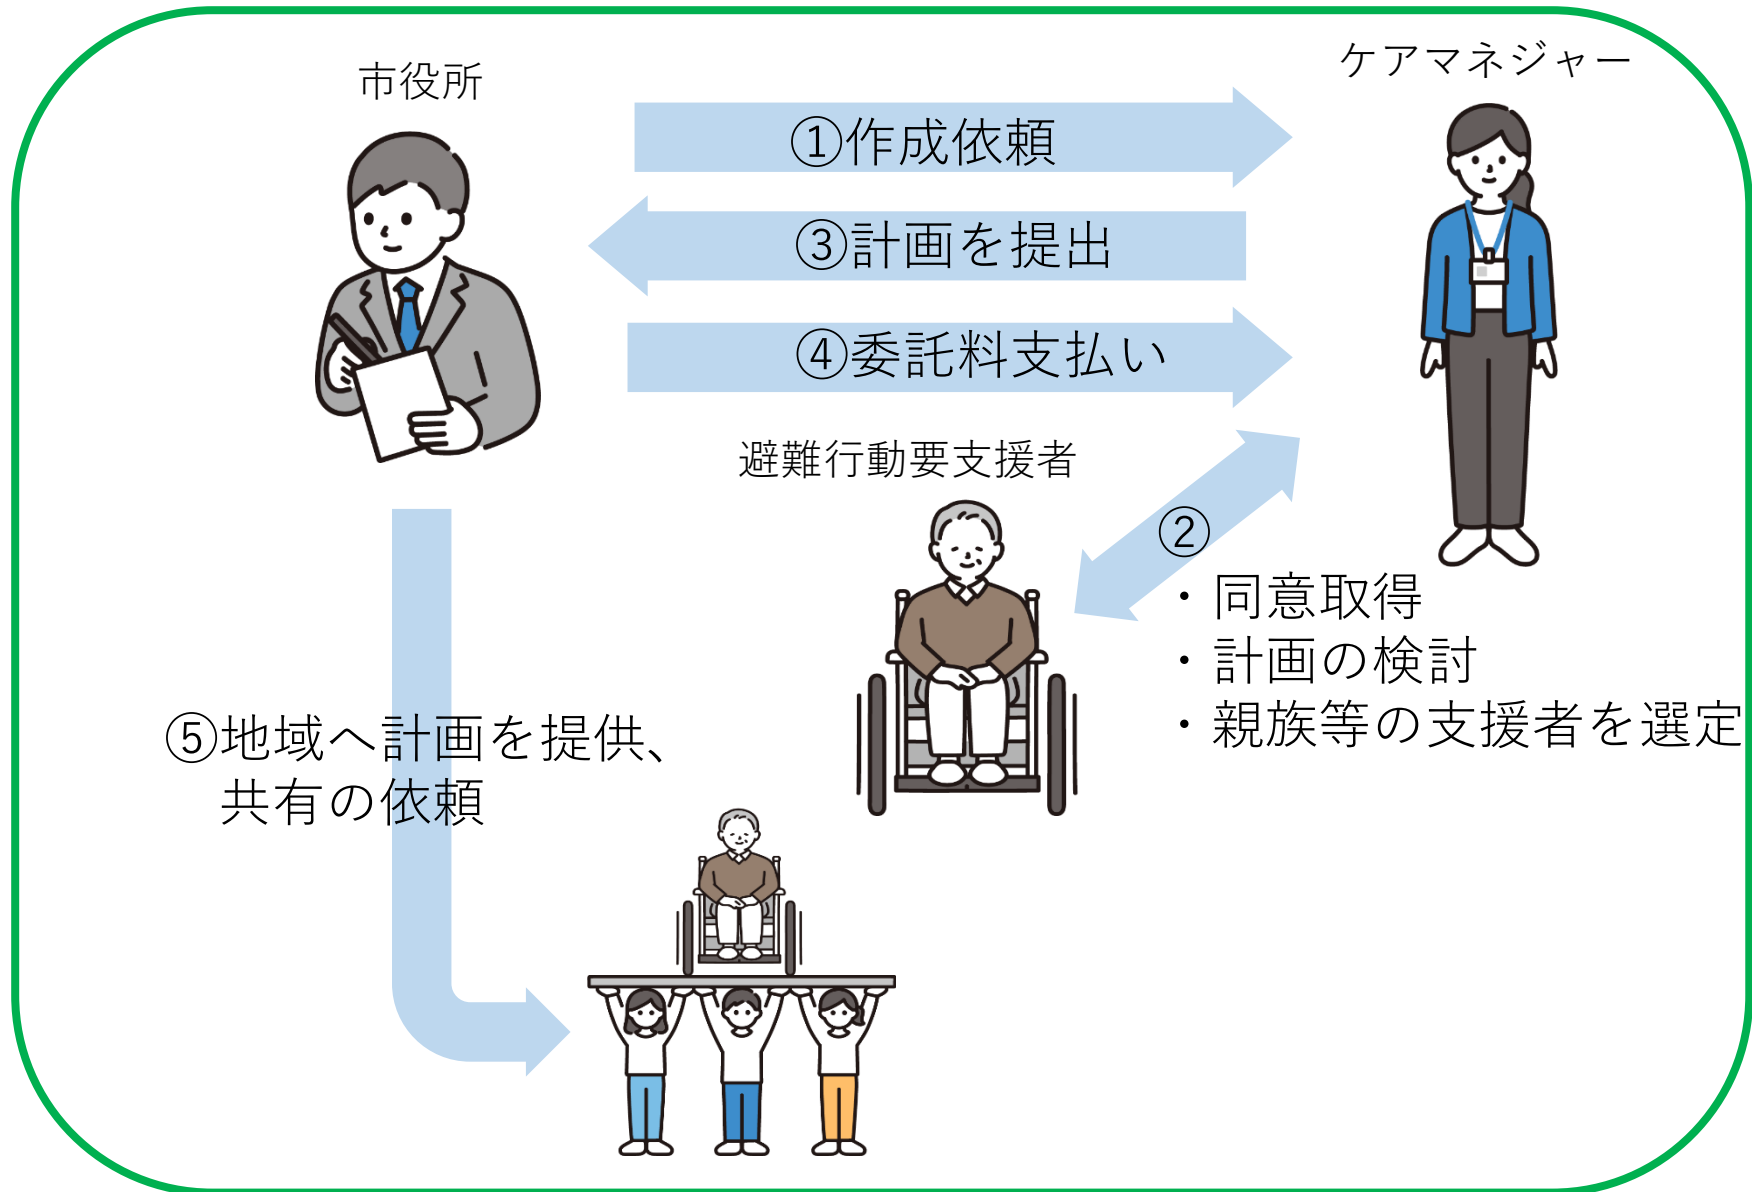 市役所
ケアマネジャー
①作成依頼
③計画を提出
④委託料支払い
避難行動要支援者
②
・同意取得
・計画の検討
・親族等の支援者を選定
⑤地域へ計画を提供、
共有の依頼